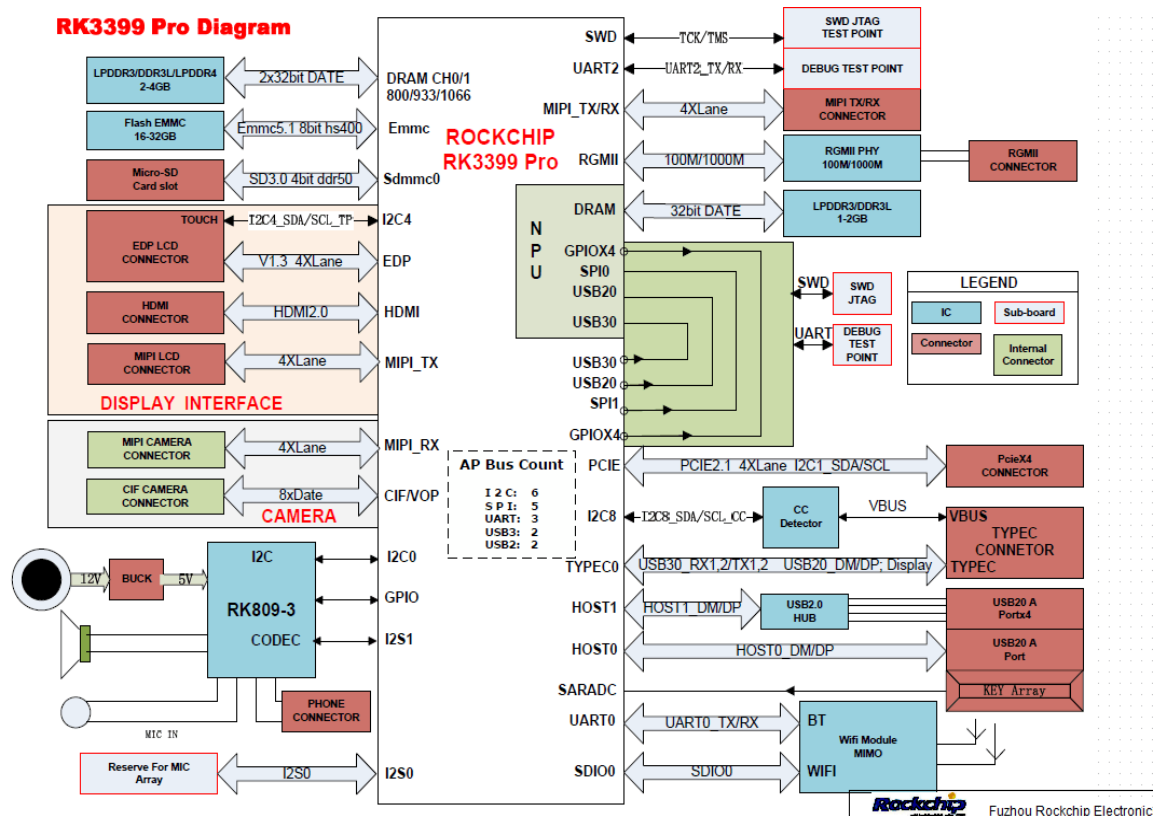 RK3399 Pro Diagram
LPDDR3/DDR3L/LPDDR4
2-4GB
2x32bit DATE
DRAM CH0/1
800/933/1066
Flash EMMC
16-32GB
Emmc5.1 8bit hs400
Emmc
Micro-SD
Card slot
SD3.0 4bit ddr50
Sdmmc0
TOUCH
I2C4_SDA/SCL_TP
I2C4
EDP LCD
CONNECTOR
V1.3 4XLane
EDP
HDMI
CONNECTOR
HDMI2.0
HDMI
MIPI LCD
CONNECTOR
4XLane
MIPI_TX
DISPLAY INTERFACE
MIPI CAMERA
CONNECTOR
4XLane
MIPI_RX
CIF CAMERA
CONNECTOR
8xDate
CIF/VOP
CAMERA
12V
BUCK
5V
I2C
RK809-3
CODEC
I2C0
GPIO
I2S1
PHONE
CONNECTOR
MIC IN
Reserve For MIC
Array
I2S0
I2S0
ROCKCHIP
RK3399 Pro
AP Bus Count
I2C: 6
SPI: 5
UART: 3
USB3: 2
USB2: 2
SWD
TCK/TMS
SWD JTAG
TEST POINT
UART2
UART2_TX/RX
DEBUG TEST POINT
MIPI_TX/RX
4XLane
MIPI TX/RX
CONNECTOR
RGMII
100M/1000M
RGMII PHY
100M/1000M
RGMII
CONNECTOR
N
P
U
DRAM
32bit DATE
LPDDR3/DDR3L
1-2GB
GPIOX4
SPI0
USB20
USB30
USB30
USB20
SPI1
GPIOX4
SWD
SWD
JTAG
UART
DEBUG
TEST
POINT
LEGEND
IC
Sub-board
Connector
Internal
Connector
PCIE
PCIE2.1 4XLane I2C1_SDA/SCL
PcieX4
CONNECTOR
I2C8
I2C8_SDA/SCL_CC
CC
Detector
VBUS
VBUS
TYPEC
CONNETOR
TYPEC
TYPEC0
USB30_RX1,2/TX1,2 USB20_DM/DP; Display
HOST1
HOST1_DM/DP
USB2.0
HUB
USB20 A
Portx4
HOST0
HOST0_DM/DP
USB20 A
Port
SARADC
KEY Array
UART0
UART0_TX/RX
BT
Wifi Module
MIMO
SDIO0
SDIO0
WIFI
Rockchip
Fuzhou Rockchip Electronic